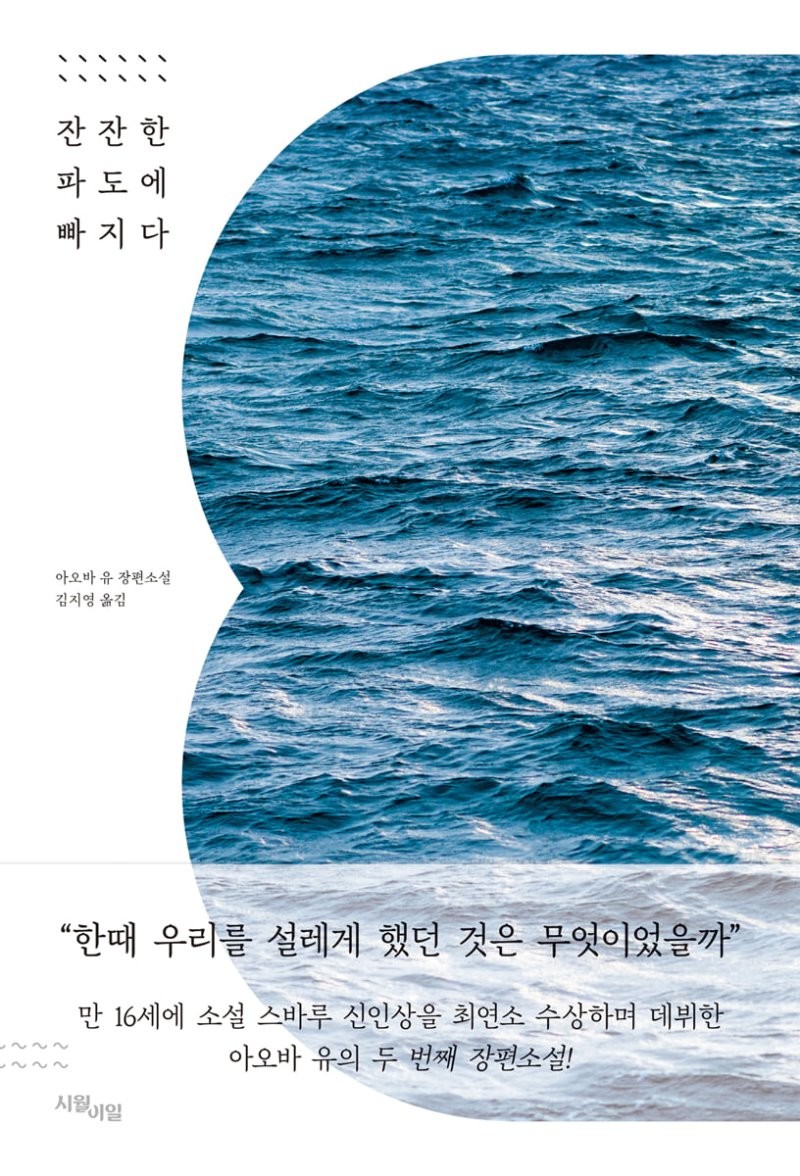 잔잔한
파도에
빠지다
아오바 유 장편소설
김지영 옮김
“한때 우리를 설레게 했던 것은 무엇이었을까”
만 16세에 소설 스바루 신인상을 최연소 수상하며 데뷔한
아오바 유의 두 번째 장편소설!
시월이일